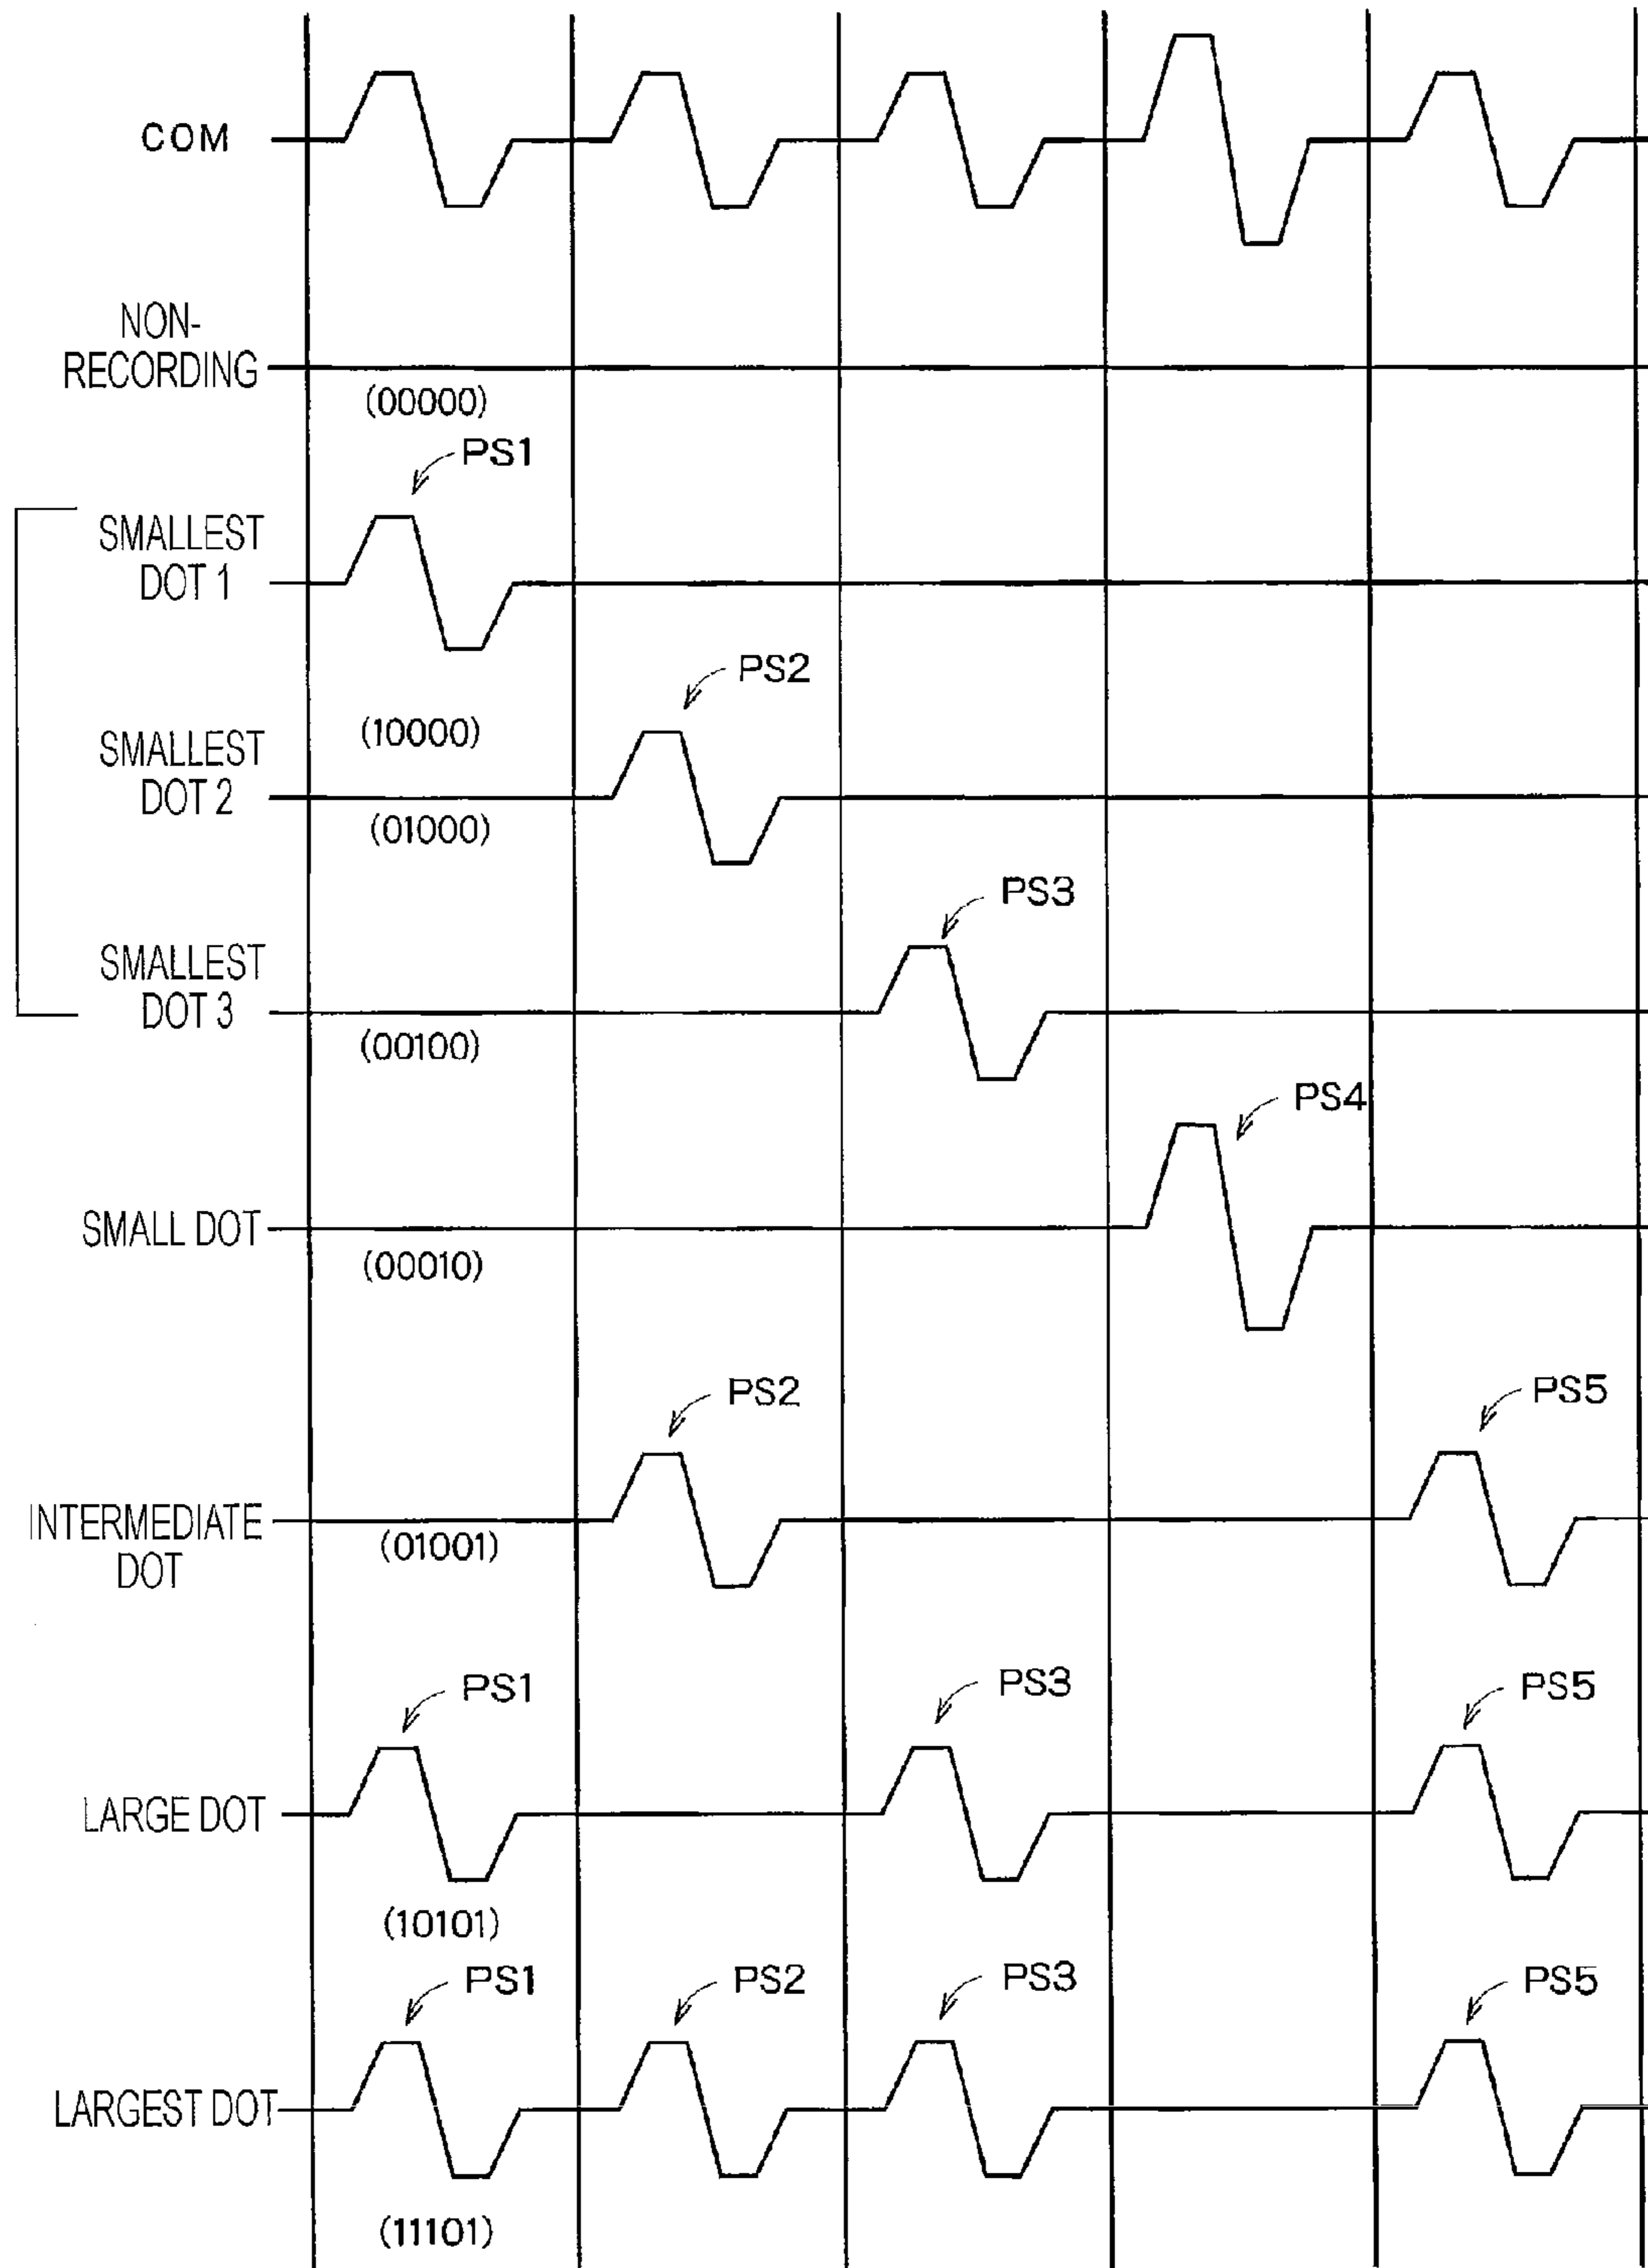 COM
NON-
RECORDING
(00000)
PS1
SMALLEST
DOT 1
(10000)
PS2
SMALLEST
DOT 2
(01000)
PS3
SMALLEST
DOT 3
(00100)
PS4
SMALL DOT
(00010)
PS2
PS5
INTERMEDIATE
DOT
(01001)
PS1
PS3
PS5
LARGE DOT
(10101)
PS1
PS2
PS3
PS5
LARGEST DOT
(11101)